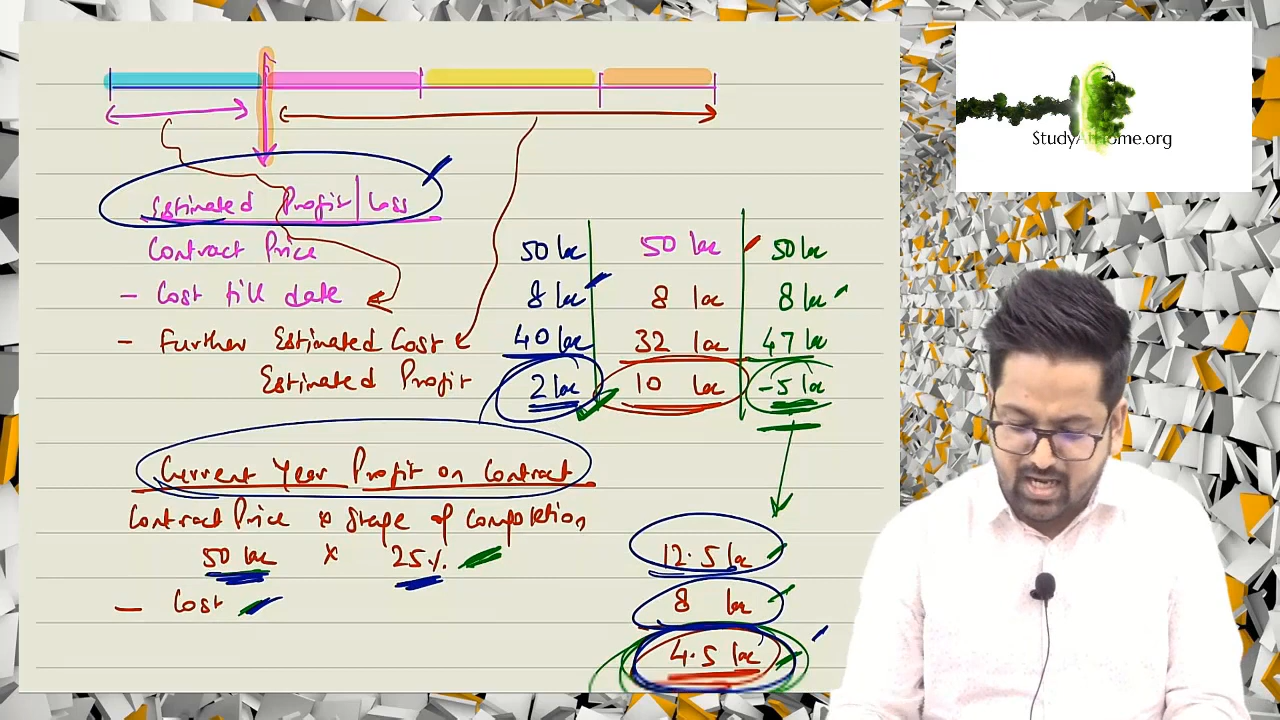 StudyAtHome.org
Estimated Profit | Loss
Contract Price 50 lac 50 lac 50 lac
- Cost till date 8 lac 8 lac 8 lac
- Further Estimated Cost 40 lac 32 lac 47 lac
Estimated Profit 2 lac 10 lac -5 lac
Current Year Profit on Contract
Contract Price x Stage of Completion
50 lac x 25% 12.5 lac
- Cost 8 lac
4.5 lac